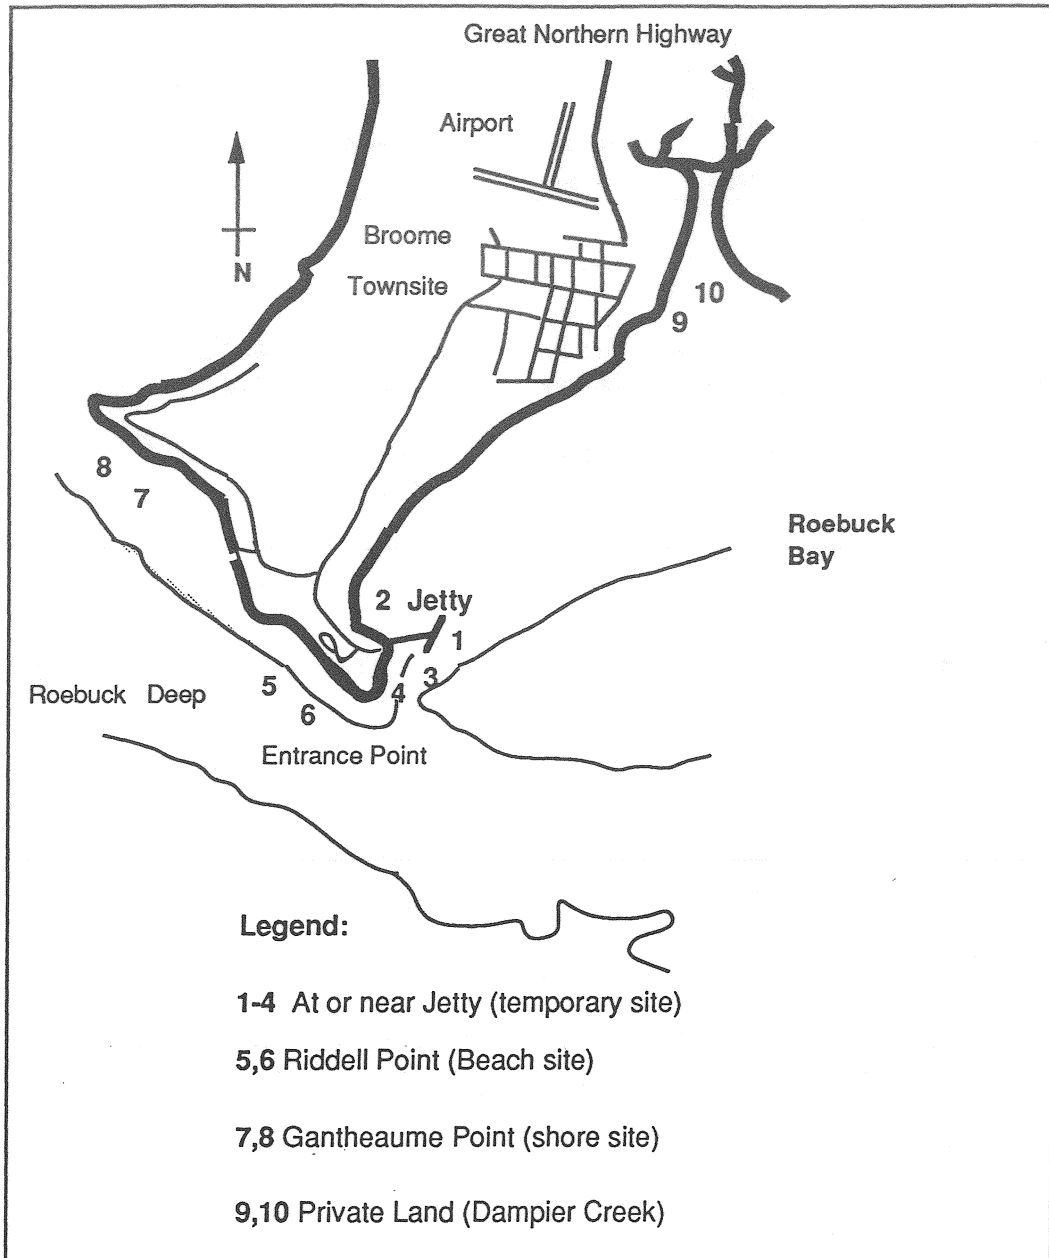 Great Northern Highway
Airport
Broome
Townsite
N
10
9
8
7
Roebuck
Bay
2 Jetty
1
3
4
5
6
Roebuck Deep
Entrance Point
Legend:
1-4 At or near Jetty (temporary site)
5,6 Riddell Point (Beach site)
7,8 Gantheaume Point (shore site)
9,10 Private Land (Dampier Creek)